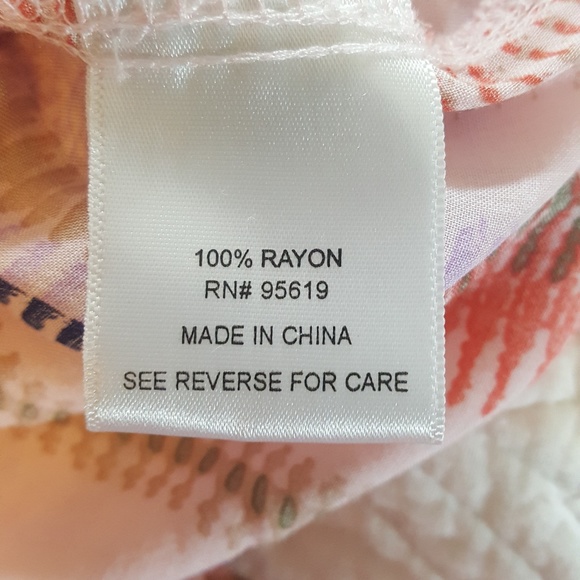 100% RAYON
RN# 95619
MADE IN CHINA
SEE REVERSE FOR CARE